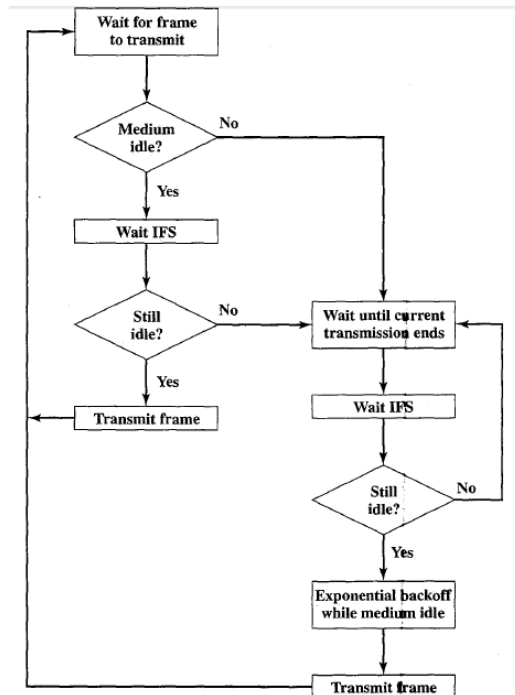 Wait for frame
to transmit
Medium
idle?
No
Yes
Wait IFS
Still
idle?
No
Wait until current
transmission ends
Yes
Transmit frame
Wait IFS
Still
idle?
No
Yes
Exponential backoff
while medium idle
Transmit frame